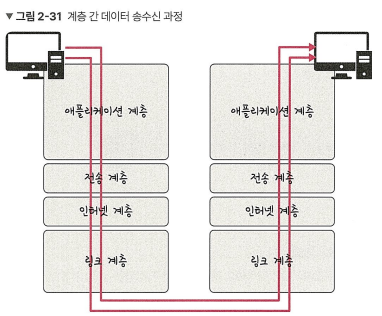 ▼ 그림 2-31 계층 간 데이터 송수신 과정
애플리케이션 계층
애플리케이션 계층
전송 계층
전송 계층
인터넷 계층
인터넷 계층
링크 계층
링크 계층